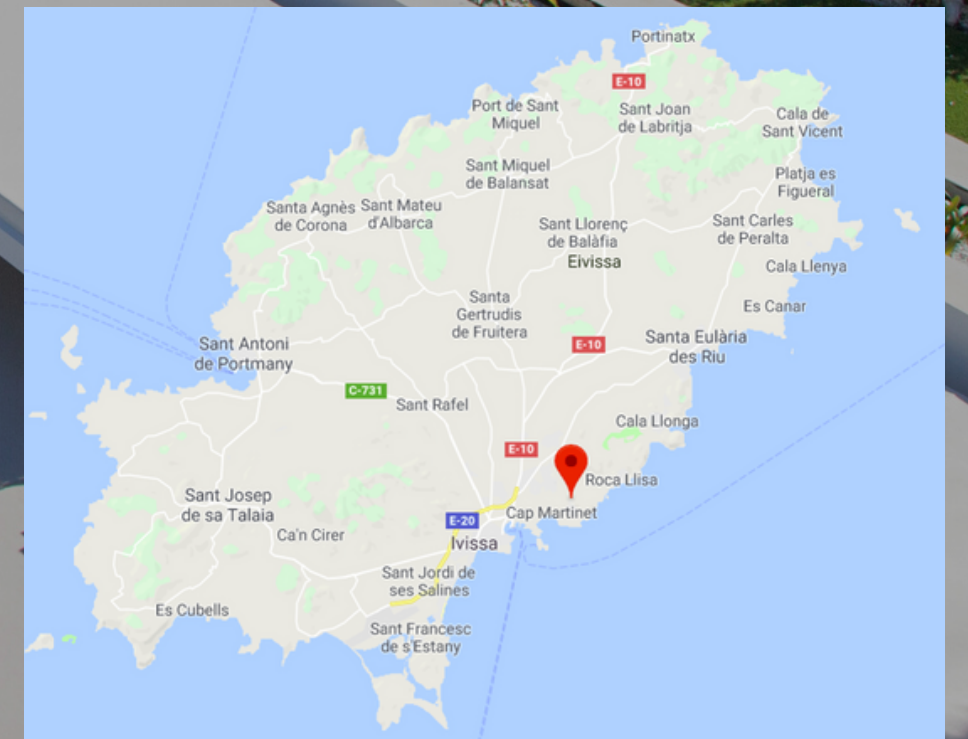 Portinatx
E-10
Port de Sant
Miquel
Sant Joan
de Labritja
Cala de
Sant Vicent
Sant Miquel
de Balansat
Platja es
Figueral
Santa Agnès
de Corona
Sant Mateu
d'Albarca
Sant Llorenç
de Balàfia
Eivissa
Sant Carles
de Peralta
Cala Llenya
Santa
Gertrudis
de Fruitera
Es Canar
Sant Antoni
de Portmany
E-10
Santa Eulària
des Riu
C-731
Sant Rafel
Cala Llonga
E-10
Roca Llisa
Sant Josep
de sa Talaia
Cap Martinet
E-20
Ca'n Cirer
Ivissa
Sant Jordi de
ses Salines
Es Cubells
Sant Francesc
de s'Estany